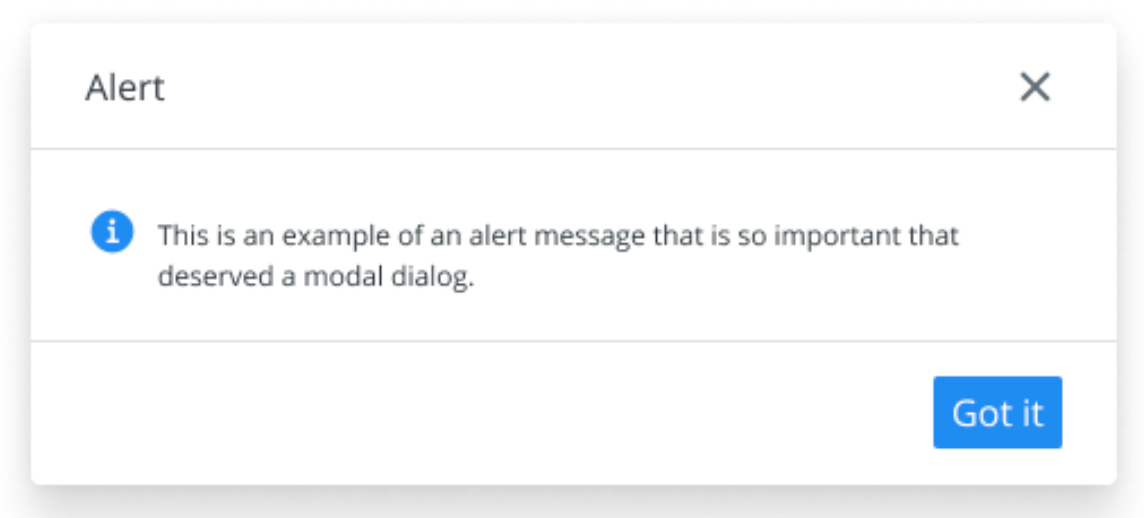 Alert
This is an example of an alert message that is so important that
deserved a modal dialog.
Got it